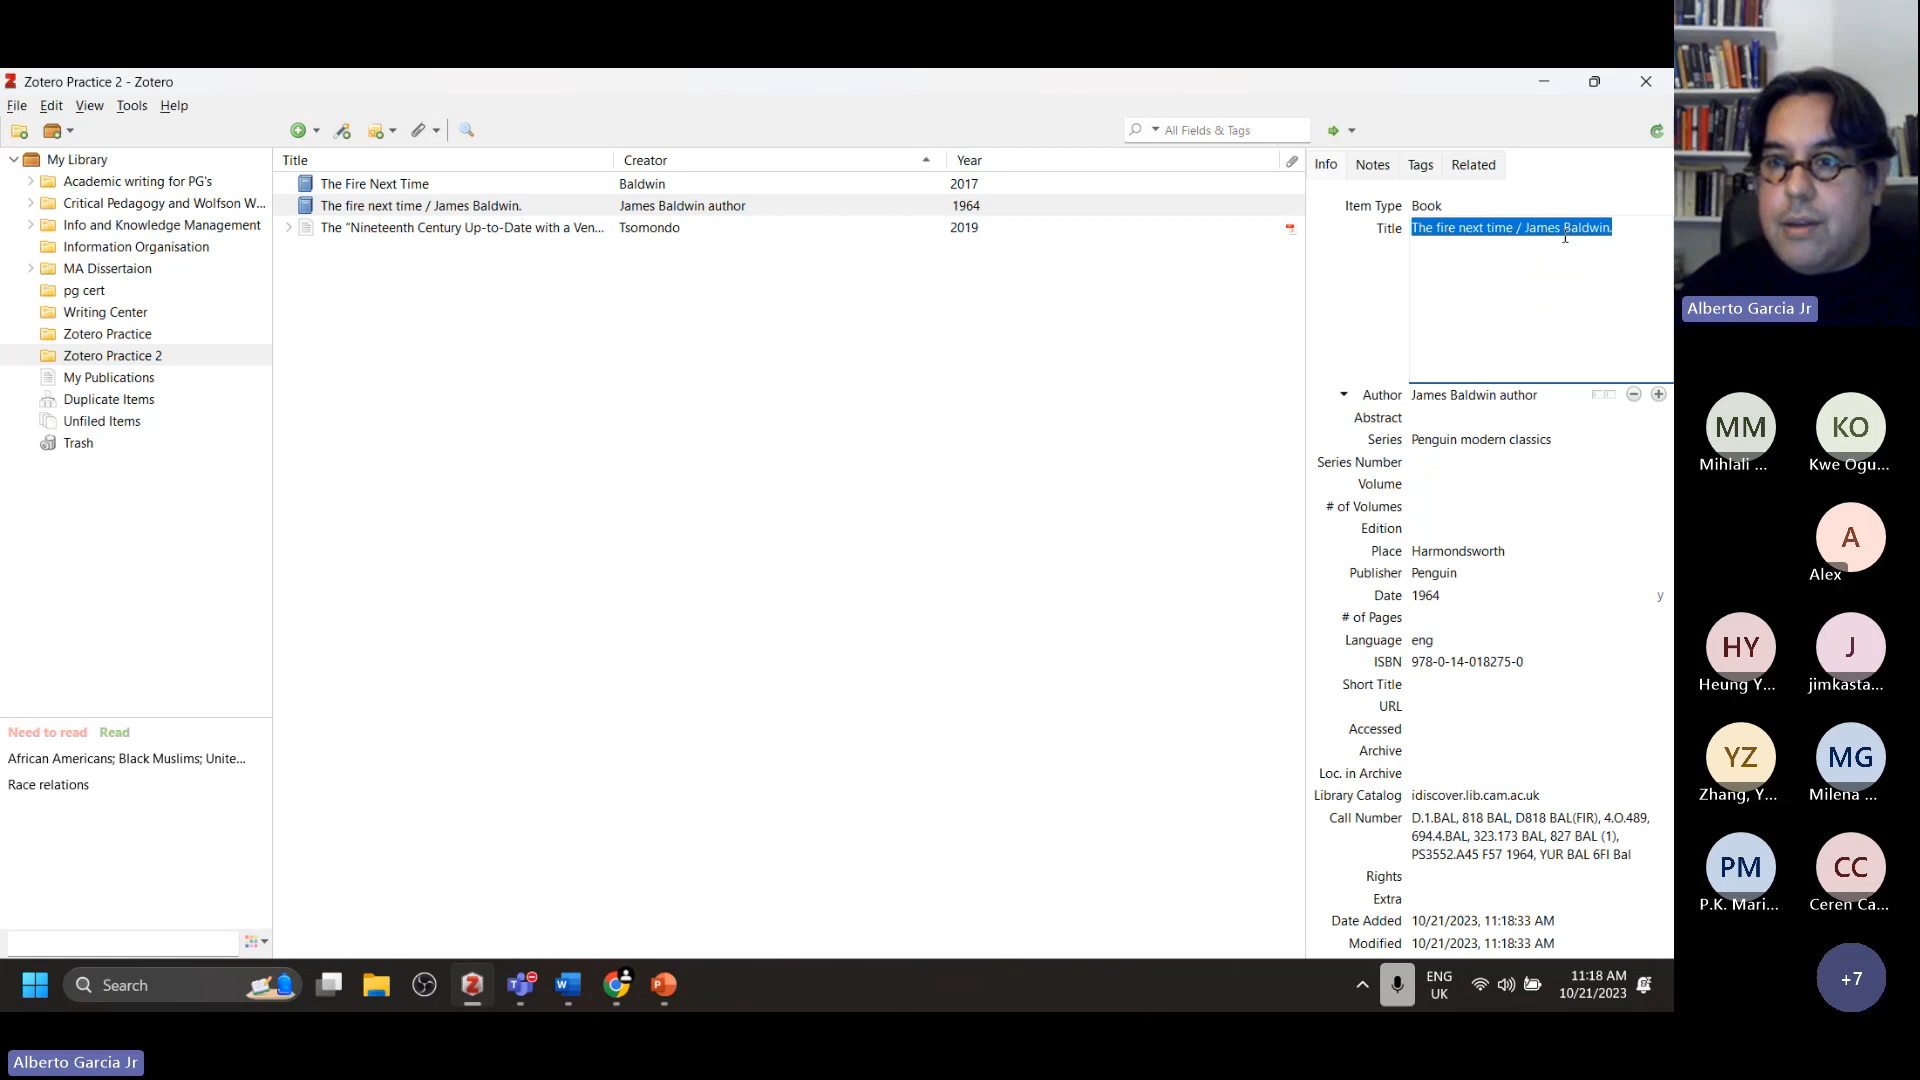 Zotero Practice 2 - Zotero
File Edit View Tools Help
All Fields & Tags
My Library
Academic writing for PG's
Critical Pedagogy and Wolfson W...
Info and Knowledge Management
Information Organisation
MA Dissertaion
pg cert
Writing Center
Zotero Practice
Zotero Practice 2
My Publications
Duplicate Items
Unfiled Items
Trash
Need to read Read
African Americans; Black Muslims; Unite...
Race relations
Title Creator Year
The Fire Next Time Baldwin 2017
The fire next time / James Baldwin. James Baldwin author 1964
The “Nineteenth Century Up-to-Date with a Ven... Tsomondo 2019
Info Notes Tags Related
Item Type Book
Title The fire next time / James Baldwin.
Author James Baldwin author
Abstract
Series Penguin modern classics
Series Number
Volume
# of Volumes
Edition
Place Harmondsworth
Publisher Penguin
Date 1964 y
# of Pages
Language eng
ISBN 978-0-14-018275-0
Short Title
URL
Accessed
Archive
Loc. in Archive
Library Catalog idiscover.lib.cam.ac.uk
Call Number D.1.BAL, 818 BAL, D818 BAL(FIR), 4.O.489,
694.4.BAL, 323.173 BAL, 827 BAL (1),
PS3552.A45 F57 1964, YUR BAL 6FI Bal
Rights
Extra
Date Added 10/21/2023, 11:18:33 AM
Modified 10/21/2023, 11:18:33 AM
Search
ENG
UK
11:18 AM
10/21/2023
Alberto Garcia Jr
Alberto Garcia Jr
MM KO
Mihlali ... Kwe Ogu...
A
Alex
HY J
Heung Y... jimkasta...
YZ MG
Zhang, Y... Milena ...
PM CC
P.K. Mari... Ceren Ca...
+7